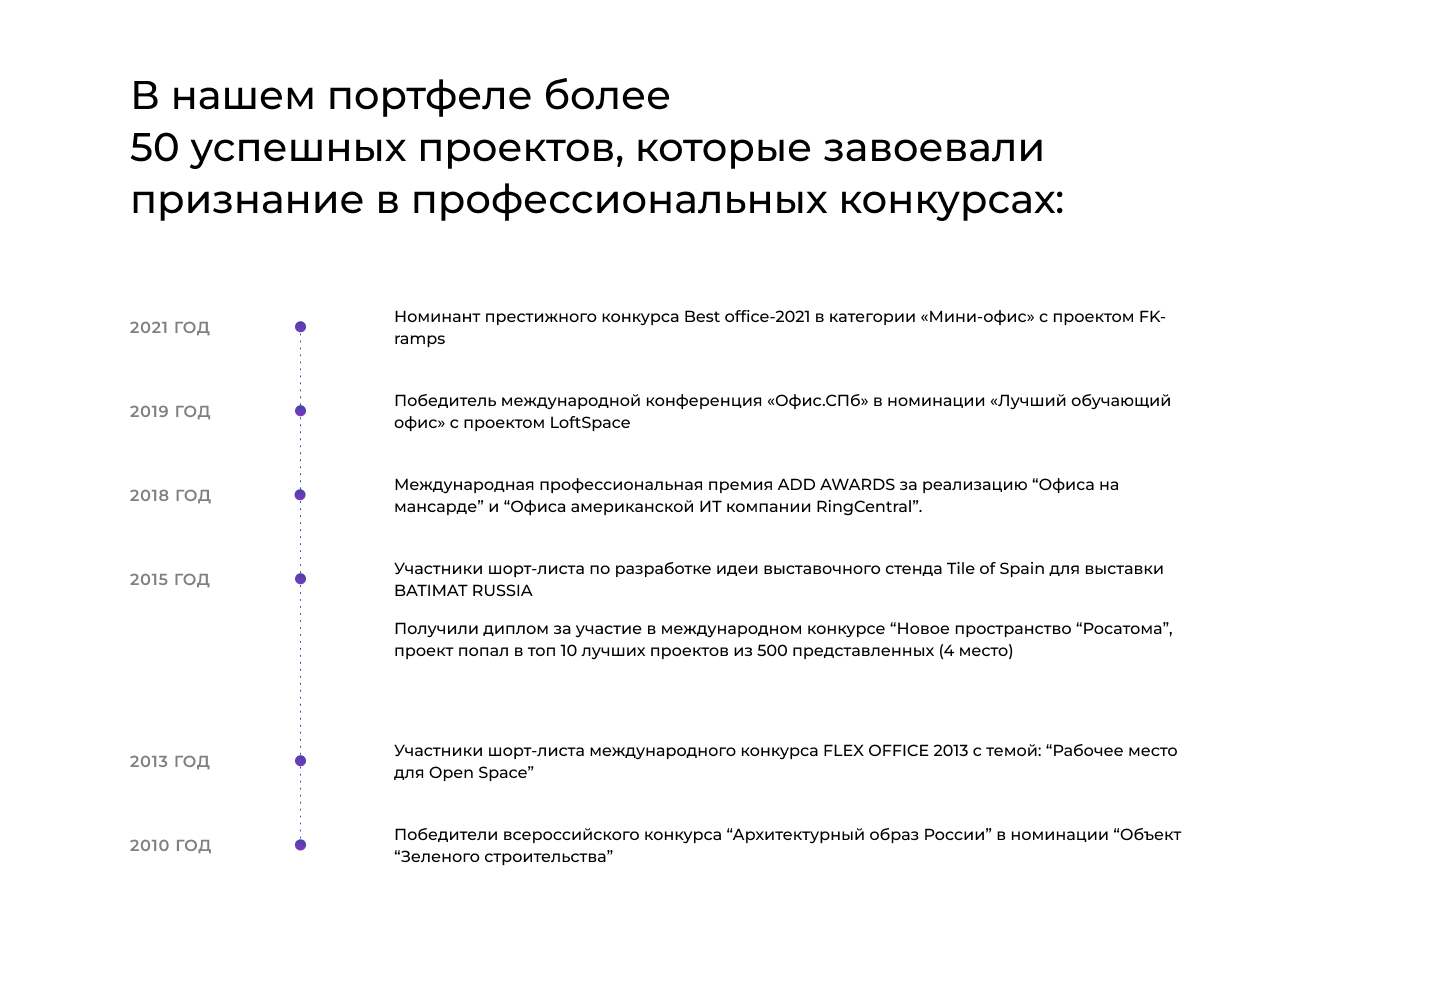 В нашем портфеле более
50 успешных проектов, которые завоевали
признание в профессиональных конкурсах:
2021 ГОД
Номинант престижного конкурса Best office-2021 в категории «Мини-офис» с проектом FK-
ramps
2019 ГОД
Победитель международной конференция «Офис.СПб» в номинации «Лучший обучающий
офис» с проектом LoftSpace
2018 ГОД
Международная профессиональная премия ADD AWARDS за реализацию “Офиса на
мансарде” и “Офиса американской ИТ компании RingCentral”.
2015 ГОД
Участники шорт-листа по разработке идеи выставочного стенда Tile of Spain для выставки
BATIMAT RUSSIA
Получили диплом за участие в международном конкурсе “Новое пространство “Росатома”,
проект попал в топ 10 лучших проектов из 500 представленных (4 место)
2013 ГОД
Участники шорт-листа международного конкурса FLEX OFFICE 2013 с темой: “Рабочее место
для Open Space”
2010 ГОД
Победители всероссийского конкурса “Архитектурный образ России” в номинации “Объект
“Зеленого строительства”